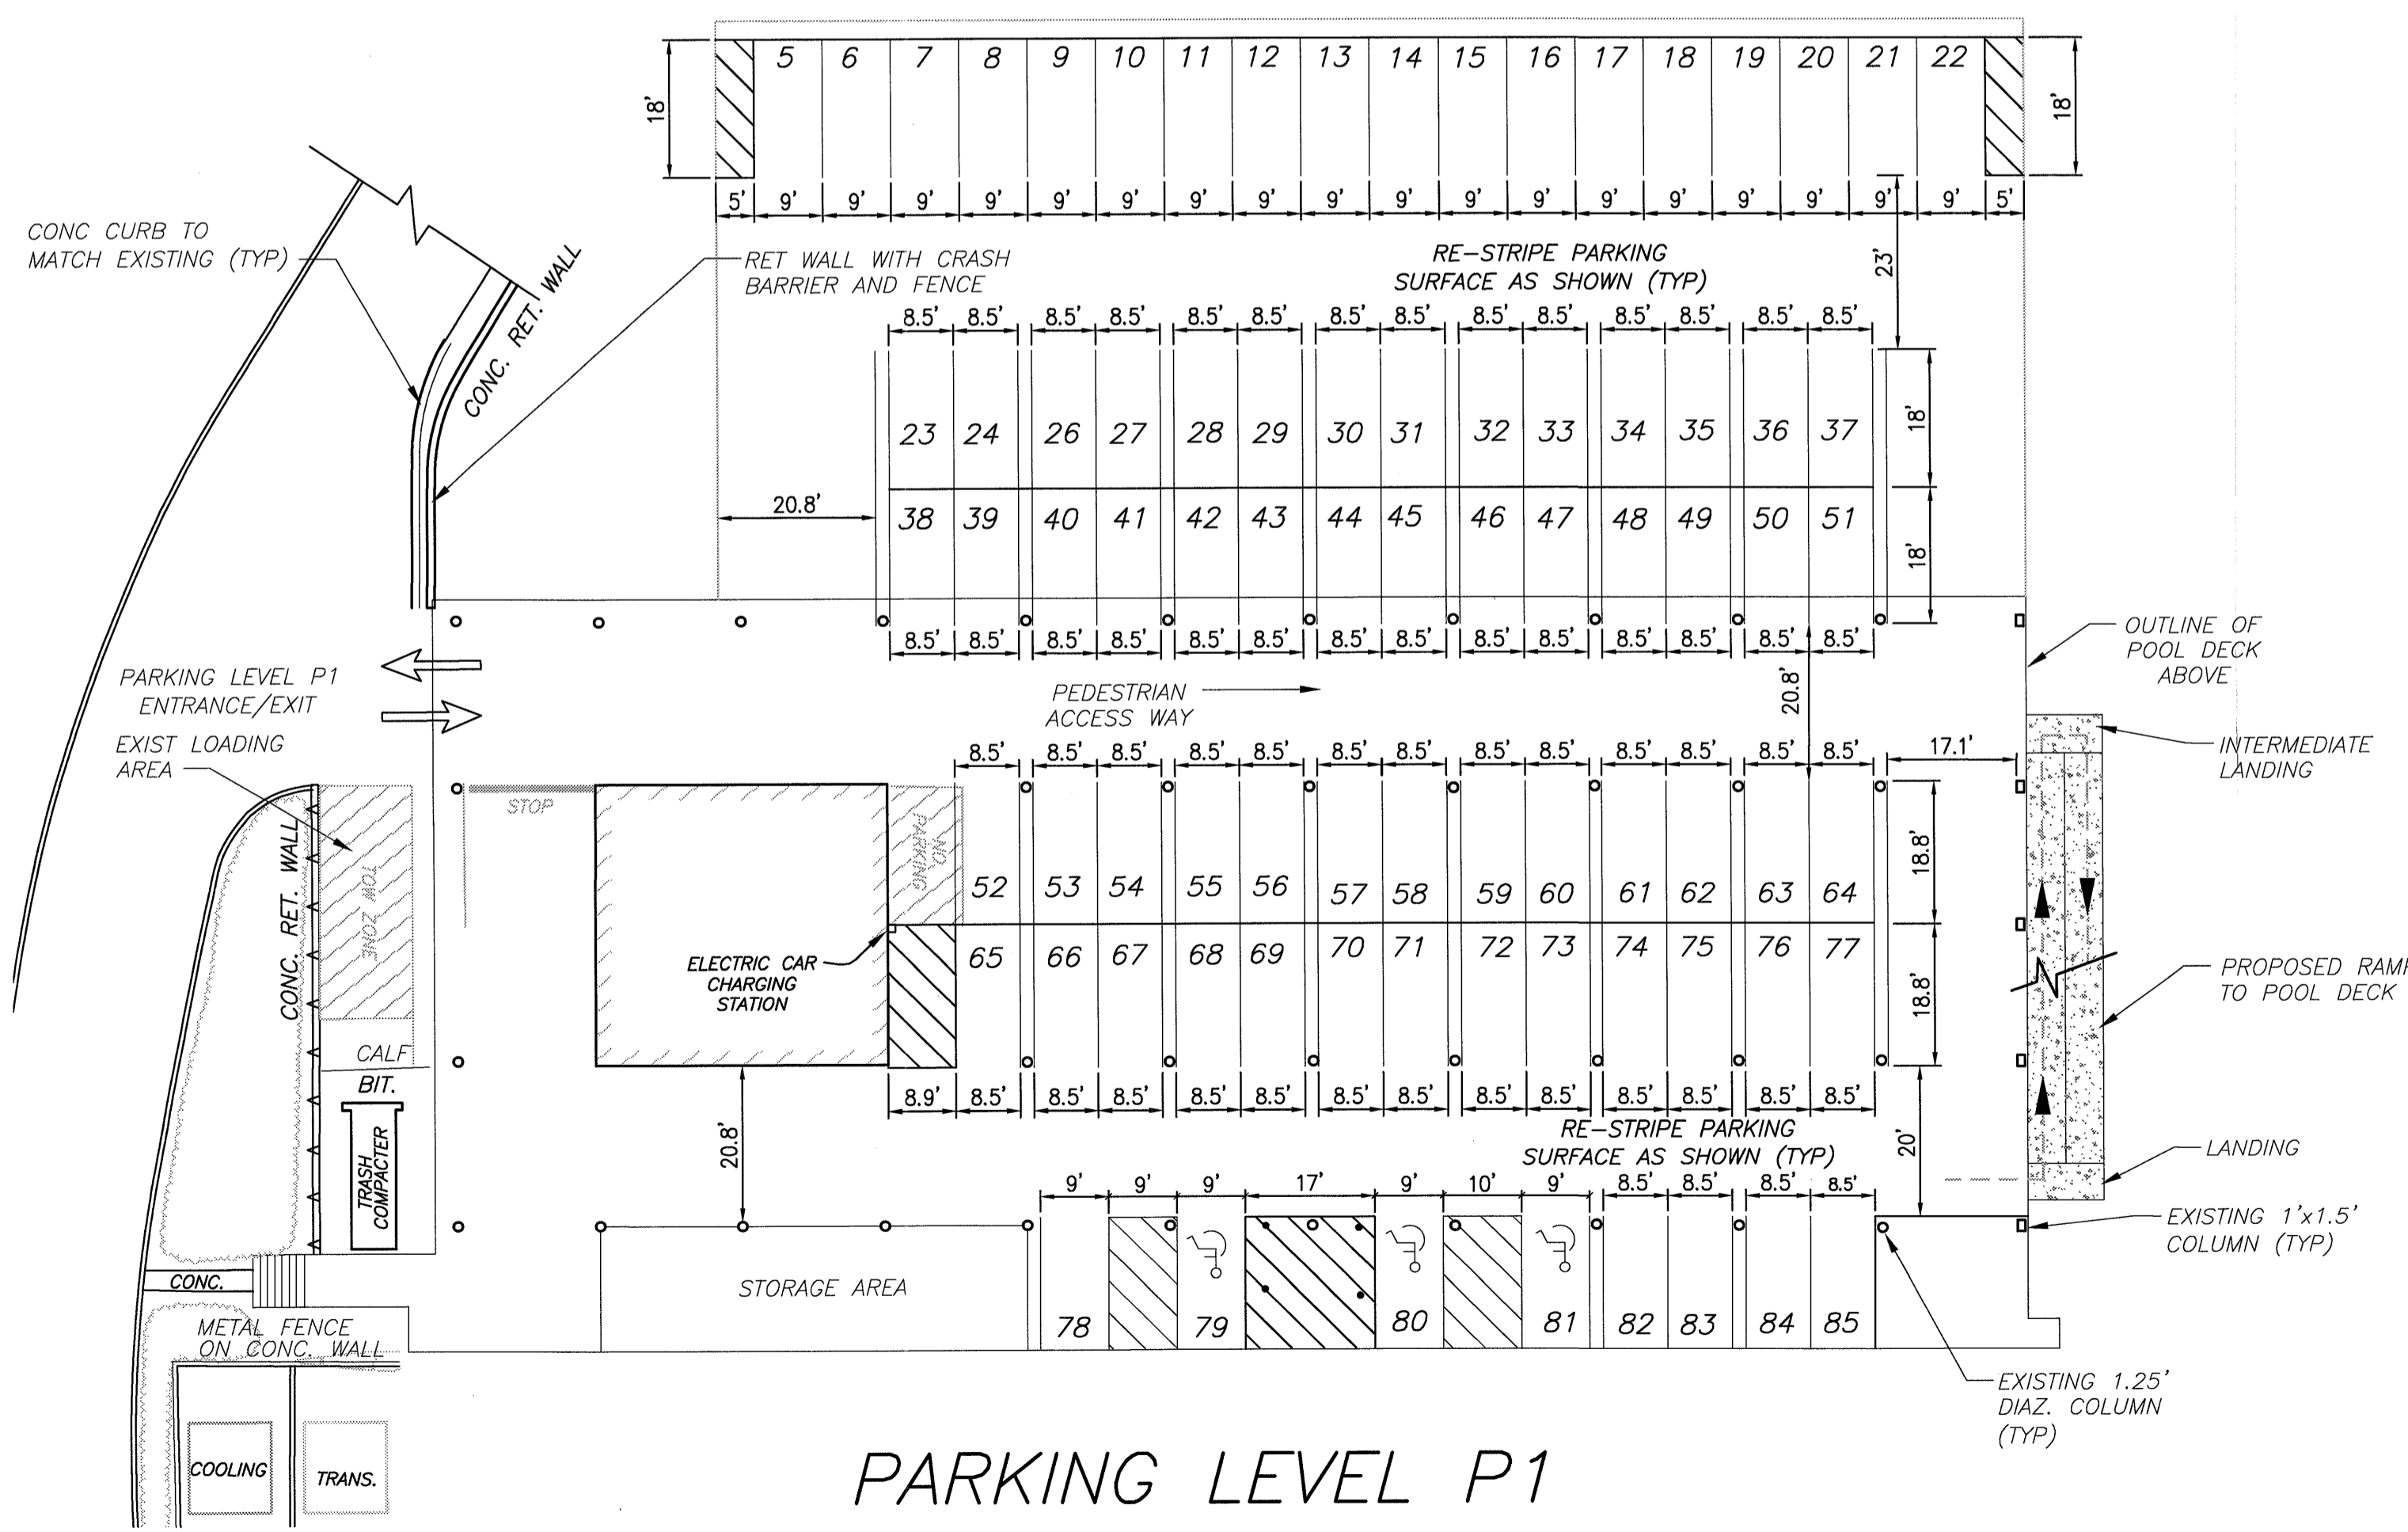 5 6 7 8 9 10 11 12 13 14 15 16 17 18 19 20 21 22
18'
18'
5' 9' 9' 9' 9' 9' 9' 9' 9' 9' 9' 9' 9' 9' 9' 9' 9' 9' 9' 5'
CONC CURB TO
MATCH EXISTING (TYP)
CONC. RET. WALL
RET WALL WITH CRASH
BARRIER AND FENCE
RE-STRIPE PARKING
SURFACE AS SHOWN (TYP)
23'
8.5' 8.5' 8.5' 8.5' 8.5' 8.5' 8.5' 8.5' 8.5' 8.5' 8.5' 8.5' 8.5' 8.5'
23 24 26 27 28 29 30 31 32 33 34 35 36 37
18'
20.8'
38 39 40 41 42 43 44 45 46 47 48 49 50 51
18'
8.5' 8.5' 8.5' 8.5' 8.5' 8.5' 8.5' 8.5' 8.5' 8.5' 8.5' 8.5' 8.5' 8.5'
OUTLINE OF
POOL DECK
ABOVE
PARKING LEVEL P1
ENTRANCE/EXIT
PEDESTRIAN
ACCESS WAY
20.8'
EXIST LOADING
AREA
8.5' 8.5' 8.5' 8.5' 8.5' 8.5' 8.5' 8.5' 8.5' 8.5' 8.5' 8.5' 8.5'
17.1'
INTERMEDIATE
LANDING
STOP
NO
PARKING
CONC. RET. WALL
TOW ZONE
52 53 54 55 56 57 58 59 60 61 62 63 64
18.8'
ELECTRIC CAR
CHARGING
STATION
65 66 67 68 69 70 71 72 73 74 75 76 77
18.8'
PROPOSED RAMP
TO POOL DECK
CALF
BIT.
TRASH
COMPACTER
8.9' 8.5' 8.5' 8.5' 8.5' 8.5' 8.5' 8.5' 8.5' 8.5' 8.5' 8.5' 8.5' 8.5'
20.8'
RE-STRIPE PARKING
SURFACE AS SHOWN (TYP)
20'
LANDING
9' 9' 9' 17' 9' 10' 9' 8.5' 8.5' 8.5' 8.5'
EXISTING 1'x1.5'
COLUMN (TYP)
CONC.
STORAGE AREA
78 79 80 81 82 83 84 85
METAL FENCE
ON CONC. WALL
EXISTING 1.25'
DIAZ. COLUMN
(TYP)
COOLING
TRANS.
PARKING LEVEL P1